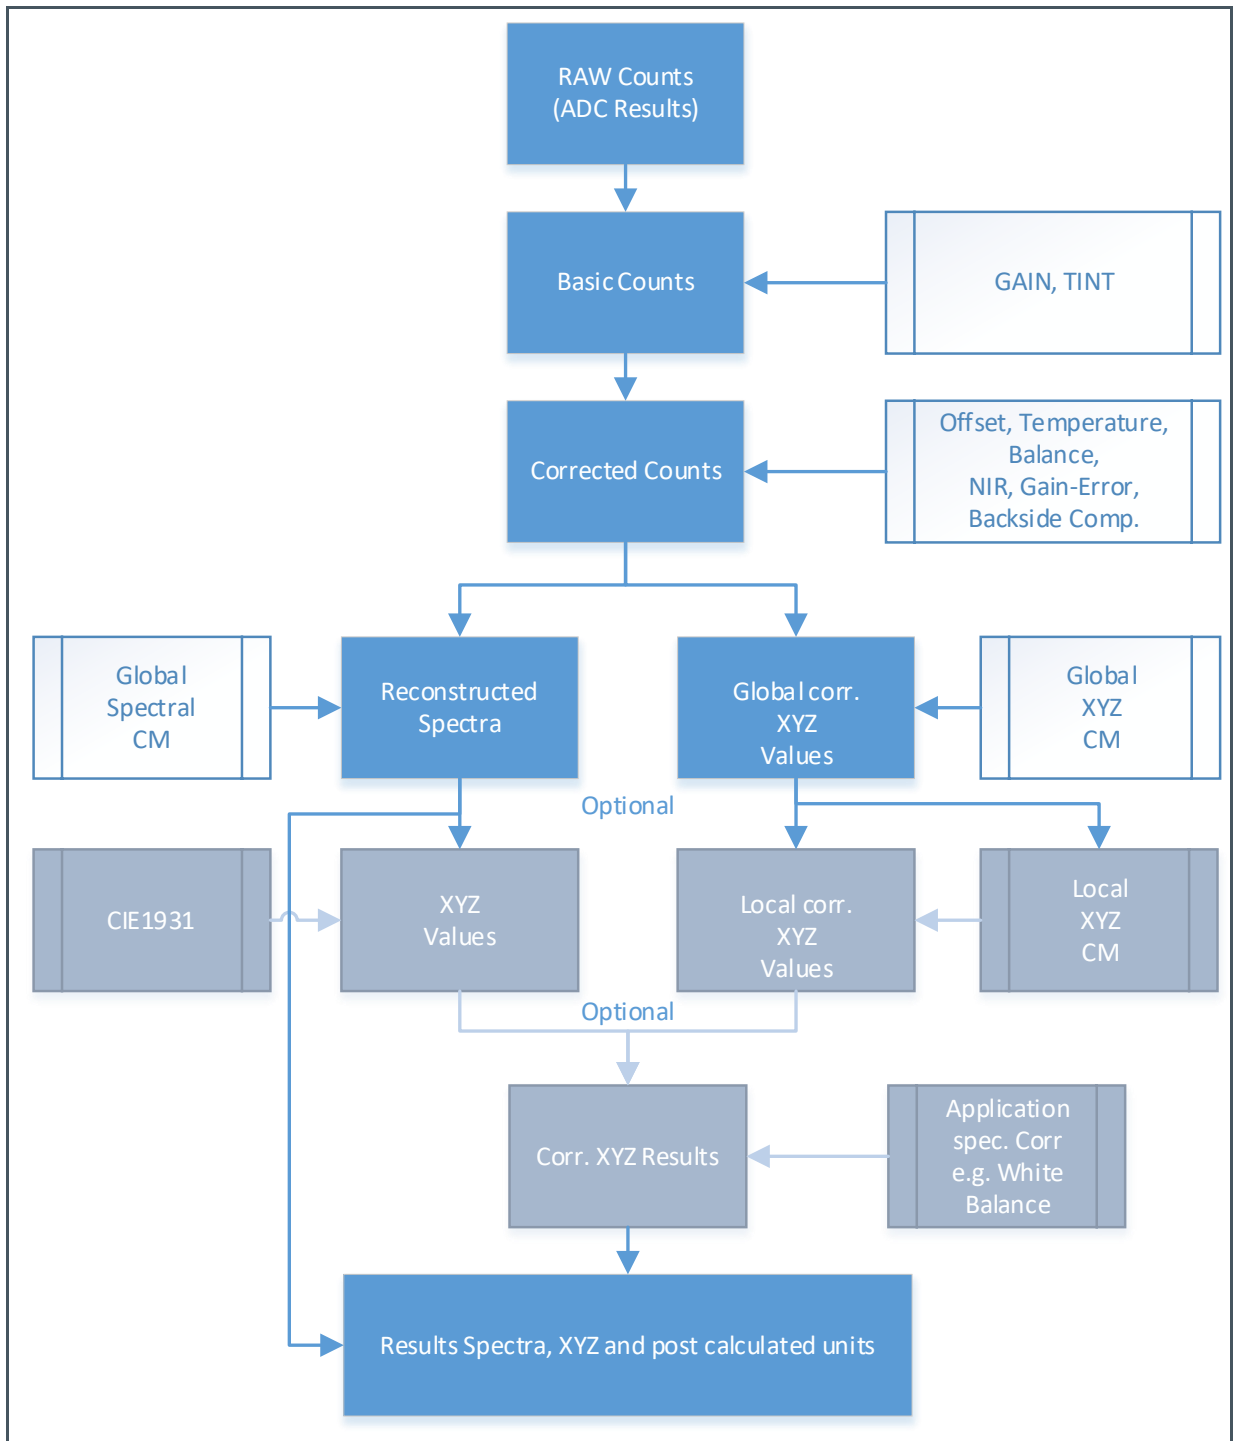 RAW Counts
(ADC Results)
Basic Counts
GAIN, TINT
Corrected Counts
Offset, Temperature,
Balance,
NIR, Gain-Error,
Backside Comp.
Global
Spectral
CM
Reconstructed
Spectra
Global corr.
XYZ
Values
Global
XYZ
CM
Optional
CIE1931
XYZ
Values
Local corr.
XYZ
Values
Local
XYZ
CM
Optional
Corr. XYZ Results
Application
spec. Corr
e.g. White
Balance
Results Spectra, XYZ and post calculated units